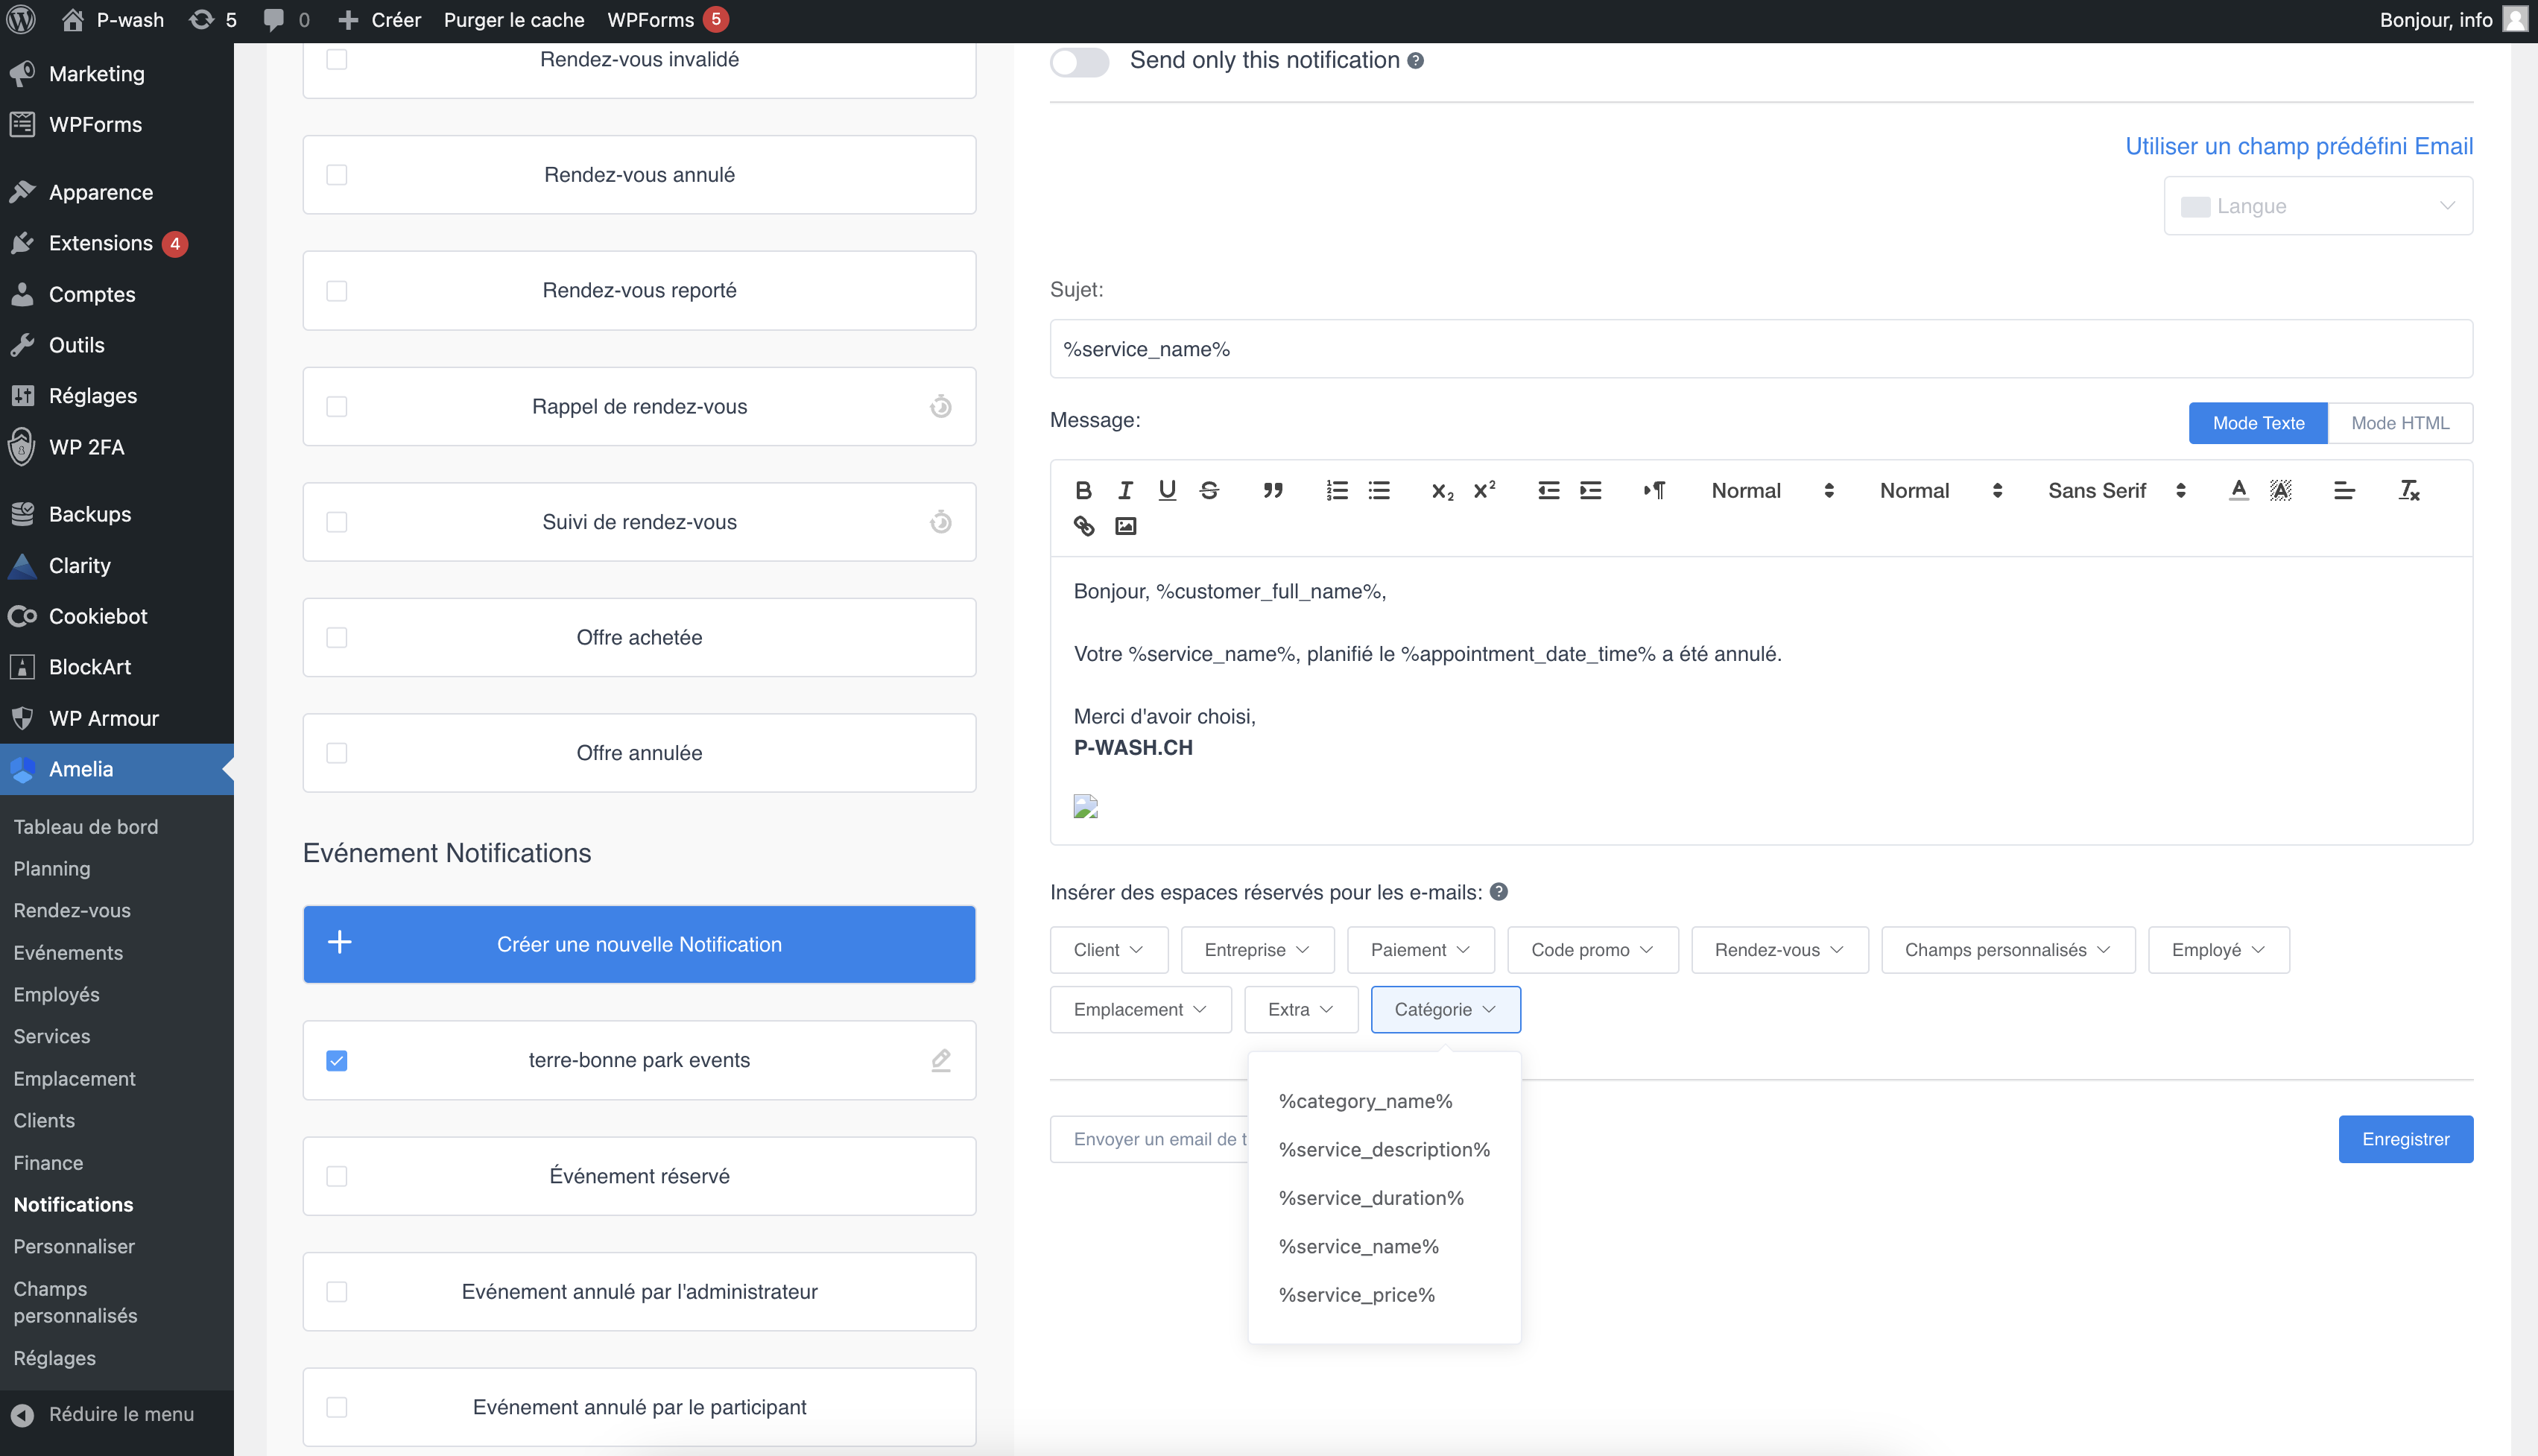 P-wash
5
0
Créer
Purger le cache
WPForms
5
Bonjour, info
Marketing
WPForms
Apparence
Extensions 4
Comptes
Outils
Réglages
WP 2FA
Backups
Clarity
Cookiebot
BlockArt
WP Armour
Amelia
Tableau de bord
Planning
Rendez-vous
Evénements
Employés
Services
Emplacement
Clients
Finance
Notifications
Personnaliser
Champs
personnalisés
Réglages
Réduire le menu
Rendez-vous invalidé
Rendez-vous annulé
Rendez-vous reporté
Rappel de rendez-vous
Suivi de rendez-vous
Offre achetée
Offre annulée
Evénement Notifications
Créer une nouvelle Notification
terre-bonne park events
Événement réservé
Evénement annulé par l'administrateur
Evénement annulé par le participant
Send only this notification
Utiliser un champ prédéfini Email
Langue
Sujet:
%service_name%
Message:
Mode Texte
Mode HTML
Normal
Normal
Sans Serif
Bonjour, %customer_full_name%,
Votre %service_name%, planifié le %appointment_date_time% a été annulé.
Merci d'avoir choisi,
P-WASH.CH
Insérer des espaces réservés pour les e-mails:
Client
Entreprise
Paiement
Code promo
Rendez-vous
Champs personnalisés
Employé
Emplacement
Extra
Catégorie
%category_name%
%service_description%
%service_duration%
%service_name%
%service_price%
Envoyer un email de t
Enregistrer